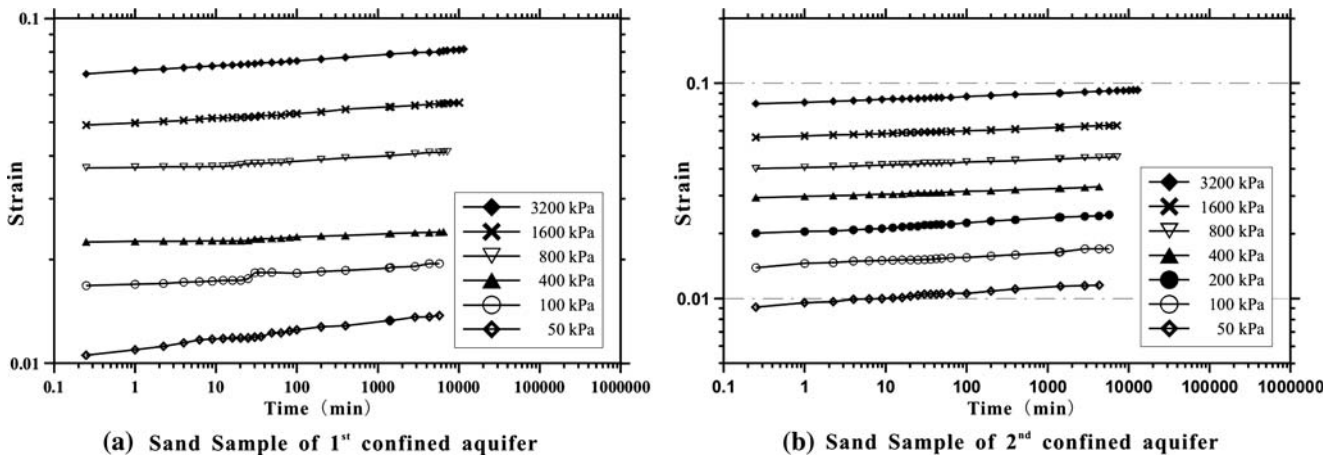 0.1
Strain
0.01
3200 kPa
1600 kPa
800 kPa
400 kPa
100 kPa
50 kPa
0.1 1 10 100 1000 10000 100000 1000000
Time (min)
(a) Sand Sample of 1st confined aquifer
0.1
Strain
0.01
3200 kPa
1600 kPa
800 kPa
400 kPa
200 kPa
100 kPa
50 kPa
0.1 1 10 100 1000 10000 100000 1000000
Time (min)
(b) Sand Sample of 2nd confined aquifer